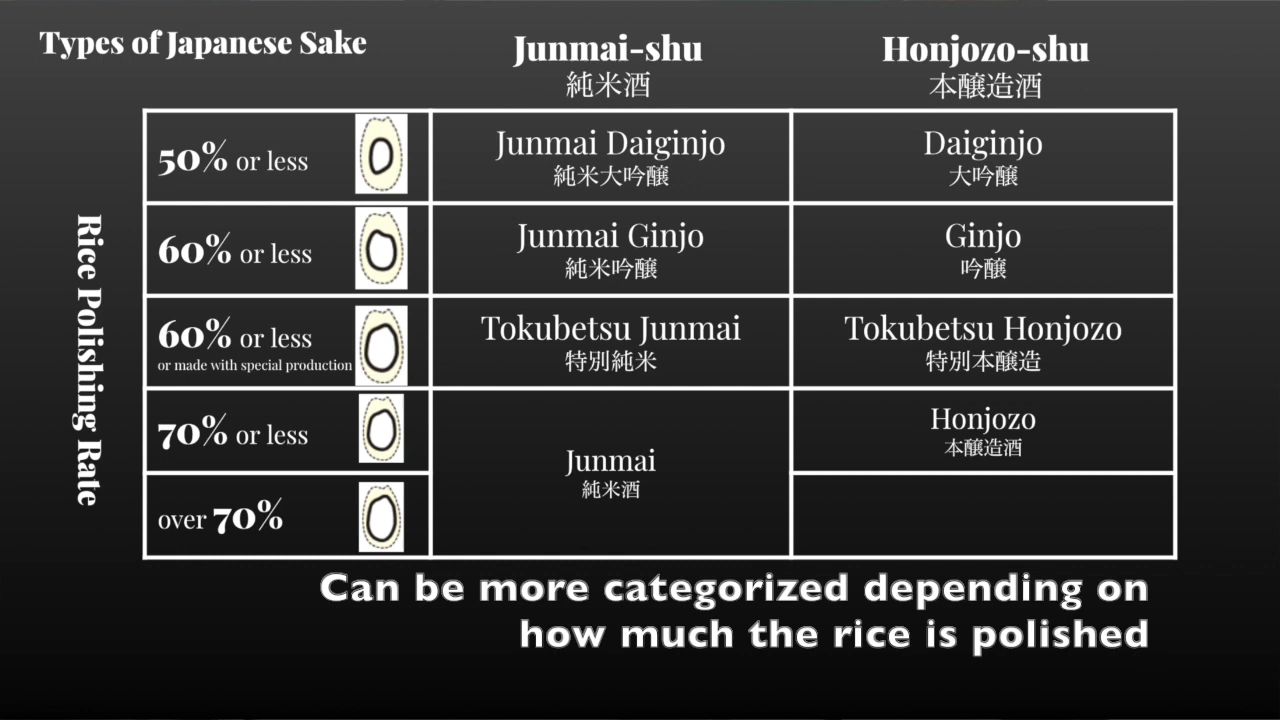 Types of Japanese Sake
Junmai-shu
純米酒
Honjozo-shu
本醸造酒
Rice Polishing Rate
50% or less
Junmai Daiginjo
純米大吟醸
Daiginjo
大吟醸
60% or less
Junmai Ginjo
純米吟醸
Ginjo
吟醸
60% or less
or made with special production
Tokubetsu Junmai
特別純米
Tokubetsu Honjozo
特別本醸造
70% or less
Junmai
純米酒
Honjozo
本醸造酒
over 70%
Can be more categorized depending on
how much the rice is polished